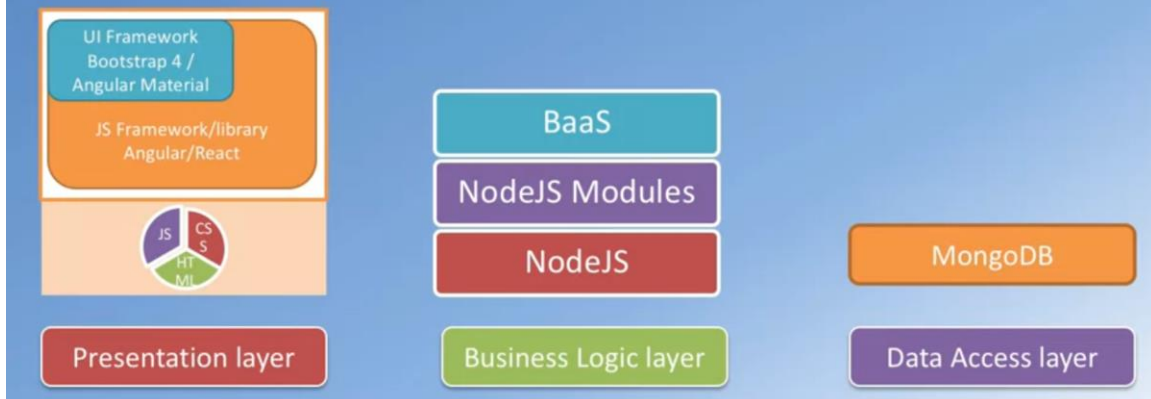 UI Framework
Bootstrap 4 /
Angular Material
JS Framework/library
Angular/React
JS
CS
S
HT
ML
Presentation layer
BaaS
NodeJS Modules
NodeJS
Business Logic layer
MongoDB
Data Access layer